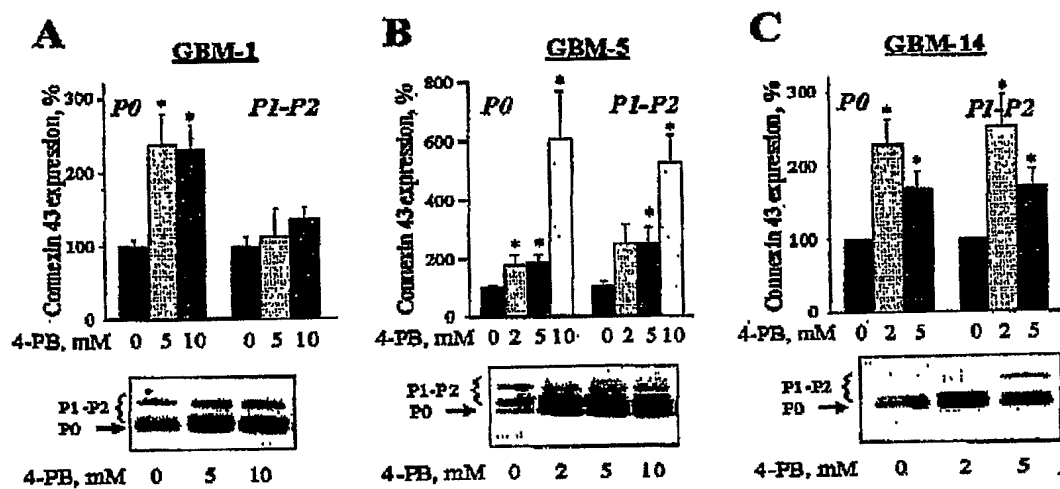 A
GBM-1
Connexin 43 expression, %
300
200
100
0
P0
P1-P2
*
*
4-PB, mM 0 5 10 0 5 10
P1-P2
P0
4-PB, mM 0 5 10
B
GBM-5
Connexin 43 expression, %
800
600
400
200
0
P0
P1-P2
*
*
*
*
*
4-PB, mM 0 2 5 10 0 2 5 10
P1-P2
P0
4-PB, mM 0 2 5 10
C
GBM-14
Connexin 43 expression, %
300
200
100
0
P0
P1-P2
*
*
*
*
4-PB, mM 0 2 5 0 2 5
P1-P2
P0
4-PB, mM 0 2 5